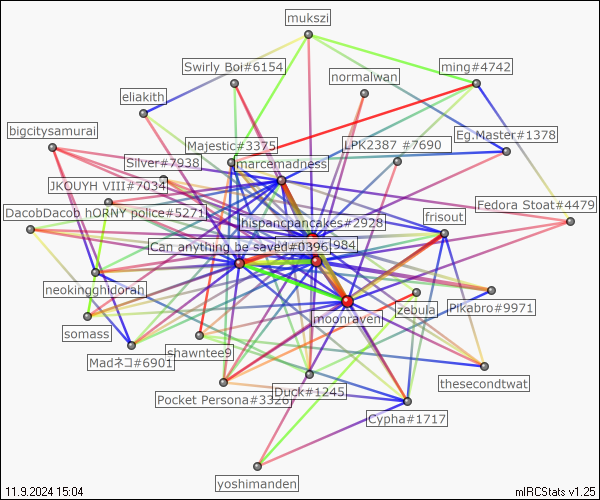 mukszi
Swirly Boi#6154
ming#4742
normalwan
eliakith
bigcitysamurai
Eg.Master#1378
Majestic#3375
LPK2387 #7690
Silver#7938
marcemadness
JKOUYH VIII#7034
Fedora Stoat#4479
DacobDacob hORNY police#5271
hispancpancakes#2928
frisout
Can anything be saved#0396
984
neokingghidorah
Pikabro#9971
zebula
somass
moonraven
Madネコ#6901
shawntee9
thesecondtwat
Duck#1245
Pocket Persona#3326
Cypha#1717
yoshimanden
11.9.2024 15:04
mIRCStats v1.25